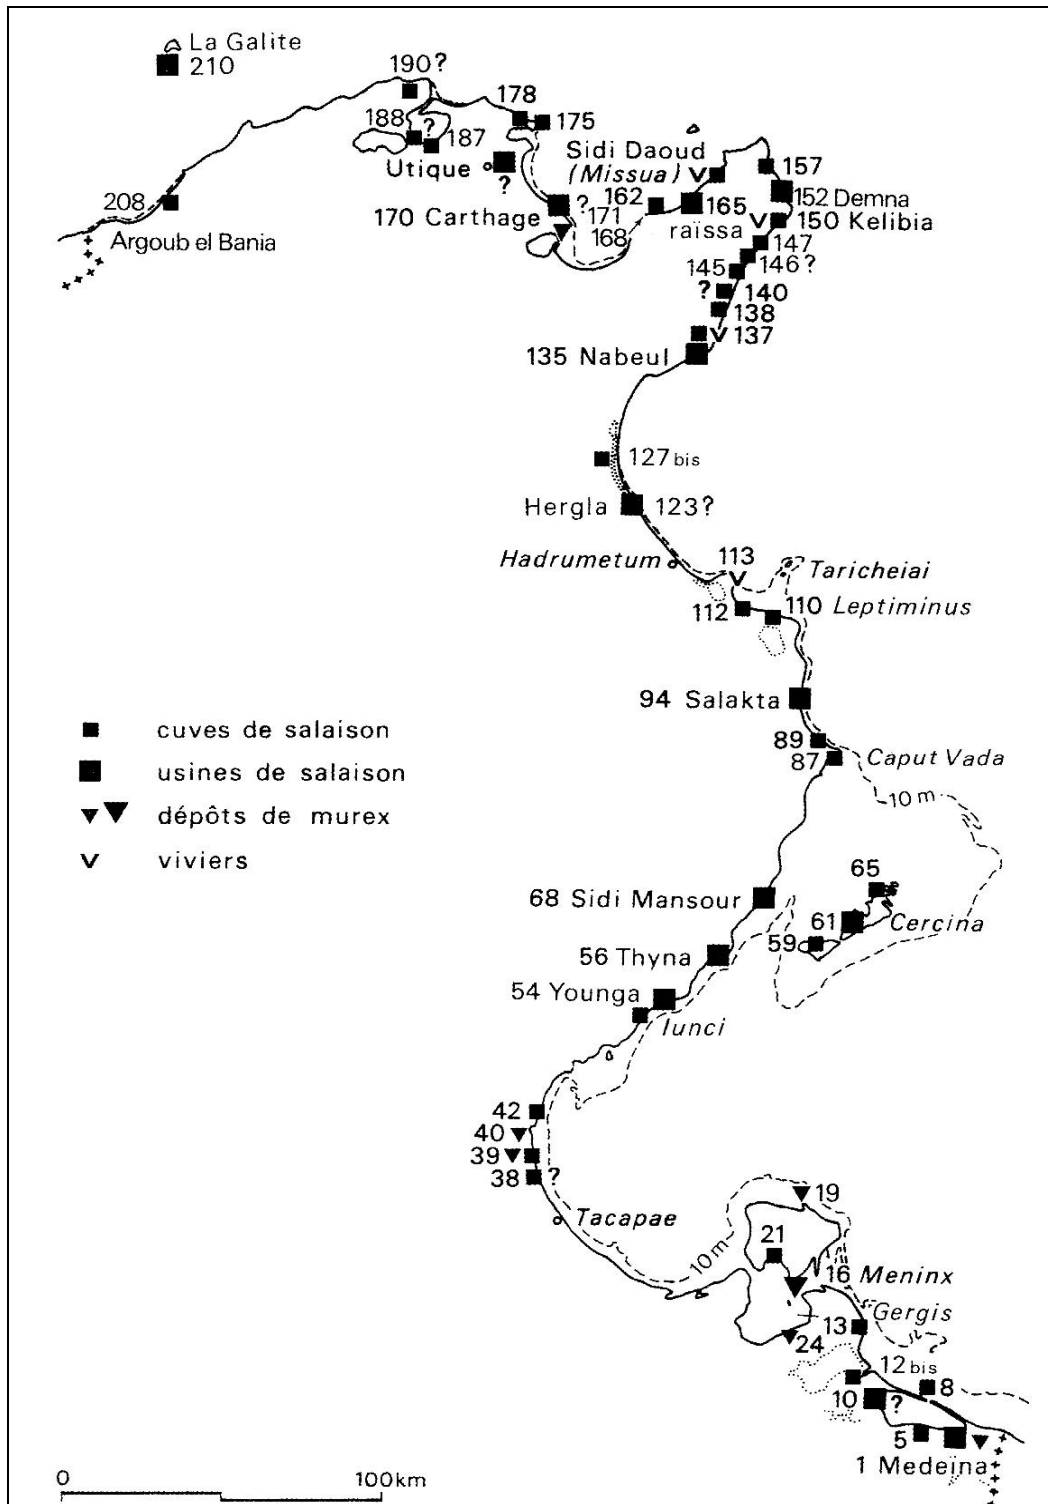 La Galite
210
190?
178
175
188
?
187
Utique
?
Sidi Daoud
(Missua)
157
152 Demna
162
165
raïssa
150 Kelibia
170 Carthage
?
171
168
208
Argoub el Bania
147
146?
145
?
140
138
137
135 Nabeul
127 bis
Hergla
123?
Hadrumetum
113
Taricheiai
112
110 Leptiminus
94 Salakta
89
87
Caput Vada
10 m
cuves de salaison
usines de salaison
dépôts de murex
viviers
65
68 Sidi Mansour
61
Cercina
59
56 Thyna
54 Younga
Iunci
42
40
39
38
?
Tacapae
19
10 m
21
16 Meninx
Gergis
13
24
12 bis
10
?
8
5
1 Medeina
0
100km